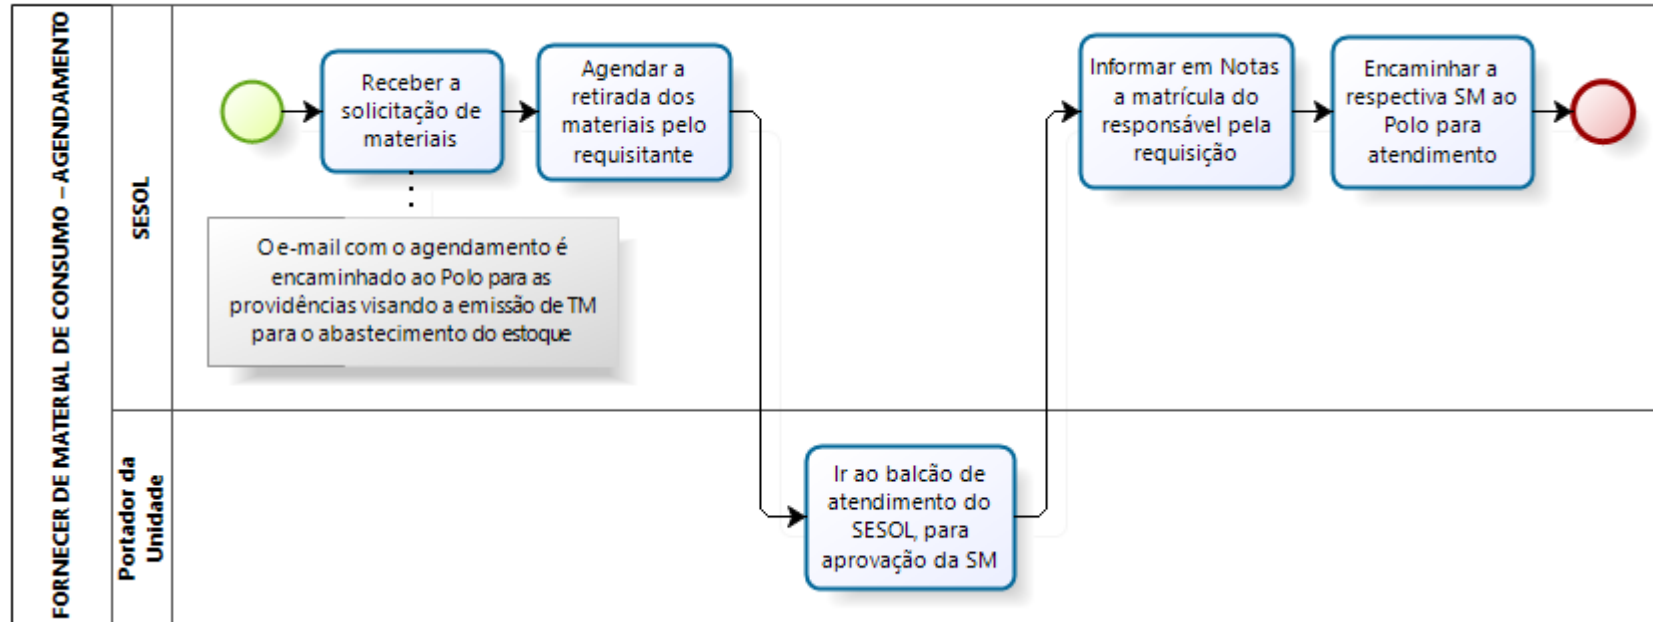 FORNECER DE MATERIAL DE CONSUMO – AGENDAMENTO
SESOL
Receber a
solicitação de
materiais
Agendar a
retirada dos
materiais pelo
requisitante
O e-mail com o agendamento é
encaminhado ao Polo para as
providências visando a emissão de TM
para o abastecimento do estoque
Informar em Notas
a matrícula do
responsável pela
requisição
Encaminhar a
respectiva SM ao
Polo para
atendimento
Portador da
Unidade
Ir ao balcão de
atendimento do
SESOL, para
aprovação da SM